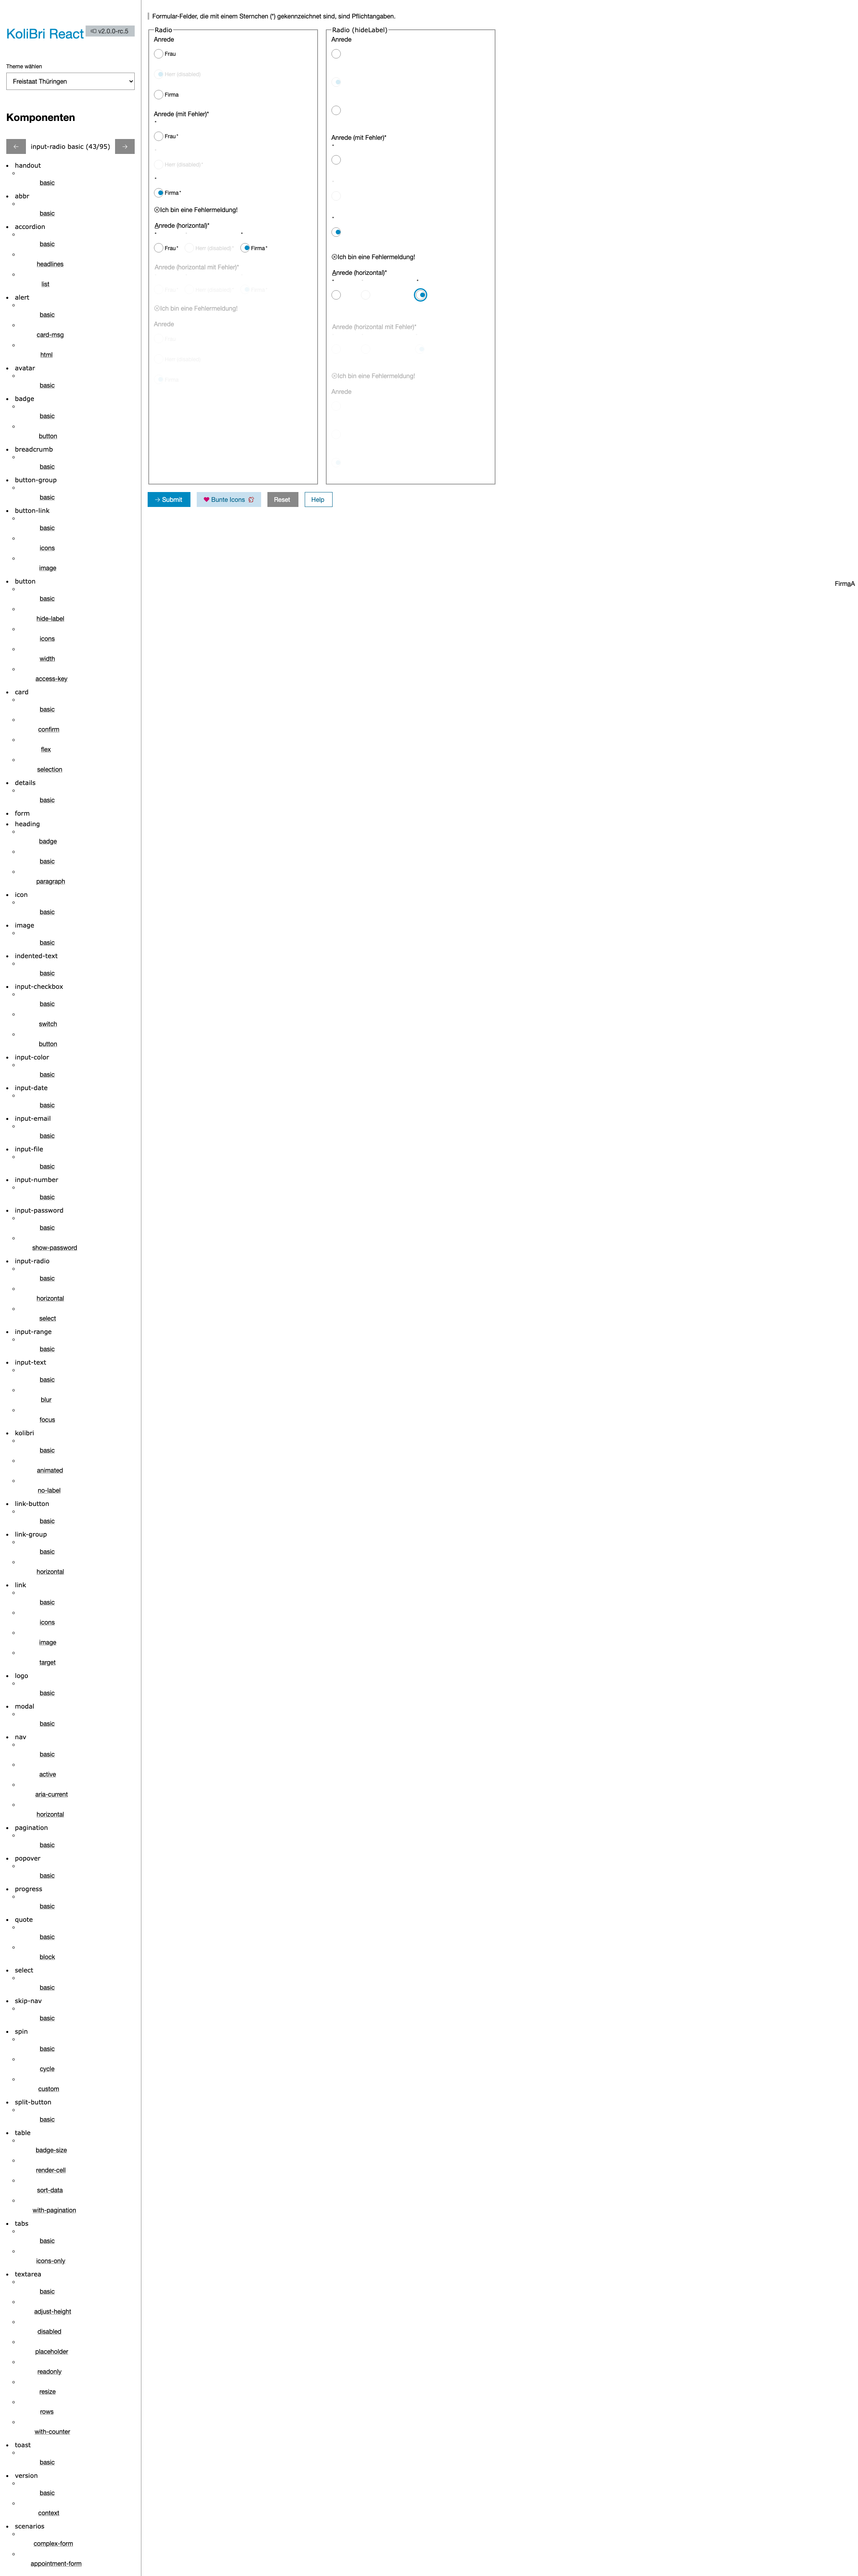 KoliBri React
v2.0.0-rc.5
Theme wählen
Freistaat Thüringen
Komponenten
← input-radio basic (43/95) →
handout
basic
abbr
basic
accordion
basic
headlines
list
alert
basic
card-msg
html
avatar
basic
badge
basic
button
breadcrumb
basic
button-group
basic
button-link
basic
icons
image
button
basic
hide-label
icons
width
access-key
card
basic
confirm
flex
selection
details
basic
form
heading
badge
basic
paragraph
icon
basic
image
basic
indented-text
basic
input-checkbox
basic
switch
button
input-color
basic
input-date
basic
input-email
basic
input-file
basic
input-number
basic
input-password
basic
show-password
input-radio
basic
horizontal
select
input-range
basic
input-text
basic
blur
focus
kolibri
basic
animated
no-label
link-button
basic
link-group
basic
horizontal
link
basic
icons
image
target
logo
basic
modal
basic
nav
basic
active
aria-current
horizontal
pagination
basic
popover
basic
progress
basic
quote
basic
block
select
basic
skip-nav
basic
spin
basic
cycle
custom
split-button
basic
table
badge-size
render-cell
sort-data
with-pagination
tabs
basic
icons-only
textarea
basic
adjust-height
disabled
placeholder
readonly
resize
rows
with-counter
toast
basic
version
basic
context
scenarios
complex-form
appointment-form
Formular-Felder, die mit einem Sternchen (*) gekennzeichnet sind, sind Pflichtangaben.
Radio
Anrede
Frau
Herr (disabled)
Firma
Anrede (mit Fehler)*
*
Frau*
*
Herr (disabled)*
*
Firma*
Ich bin eine Fehlermeldung!
Anrede (horizontal)*
* *
Frau* Herr (disabled)* Firma*
Anrede (horizontal mit Fehler)*
Ich bin eine Fehlermeldung!
Anrede
Radio (hideLabel)
Anrede
Anrede (mit Fehler)*
*
*
Ich bin eine Fehlermeldung!
Anrede (horizontal)*
* *
Anrede (horizontal mit Fehler)*
Ich bin eine Fehlermeldung!
Anrede
→ Submit
Bunte Icons
Reset
Help
FirmaA